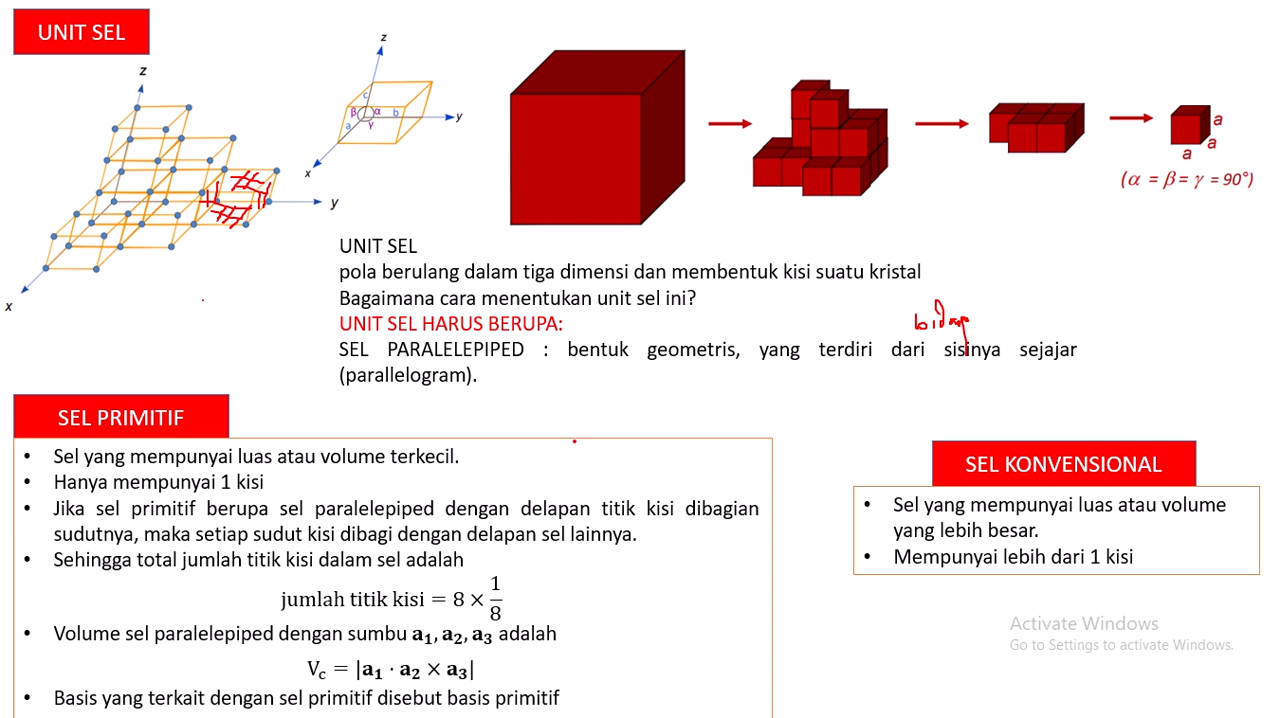 UNIT SEL
z
y
x
z
y
x
c
β
α
b
a
γ
a
a
a
(α = β = γ = 90°)
UNIT SEL
pola berulang dalam tiga dimensi dan membentuk kisi suatu kristal
Bagaimana cara menentukan unit sel ini?
UNIT SEL HARUS BERUPA:
bidang
SEL PARALELEPIPED : bentuk geometris, yang terdiri dari sisinya sejajar
(parallelogram).
SEL PRIMITIF
• Sel yang mempunyai luas atau volume terkecil.
• Hanya mempunyai 1 kisi
• Jika sel primitif berupa sel paralelepiped dengan delapan titik kisi dibagian
sudutnya, maka setiap sudut kisi dibagi dengan delapan sel lainnya.
• Sehingga total jumlah titik kisi dalam sel adalah
jumlah titik kisi = 8 × 1/8
• Volume sel paralelepiped dengan sumbu a₁, a₂, a₃ adalah
V_c = |a₁ · a₂ × a₃|
• Basis yang terkait dengan sel primitif disebut basis primitif
SEL KONVENSIONAL
• Sel yang mempunyai luas atau volume
yang lebih besar.
• Mempunyai lebih dari 1 kisi
Activate Windows
Go to Settings to activate Windows.